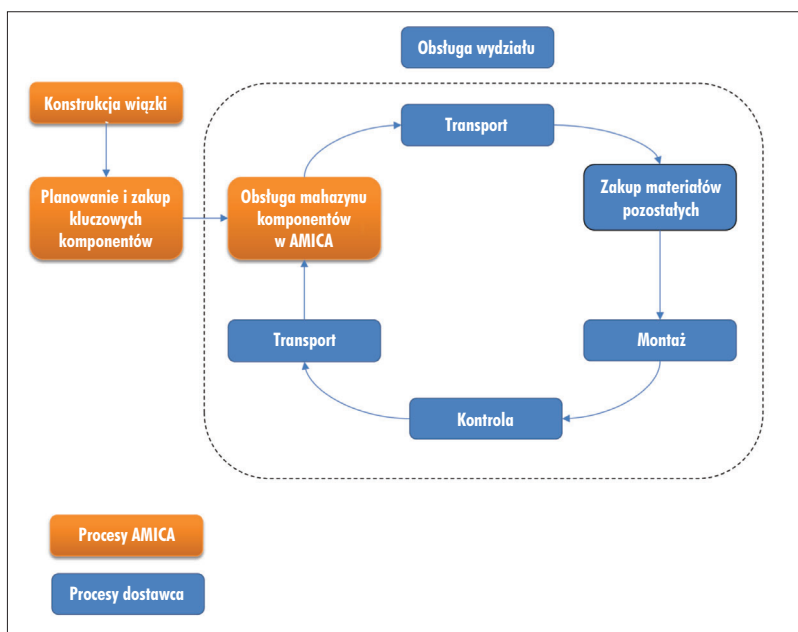 Obsługa wydziału
Konstrukcja wiązki
Transport
Planowanie i zakup
kluczowych
komponentów
Obsługa mahazynu
komponentów
w AMICA
Zakup materiałów
pozostałych
Transport
Montaż
Kontrola
Procesy AMICA
Procesy dostawca